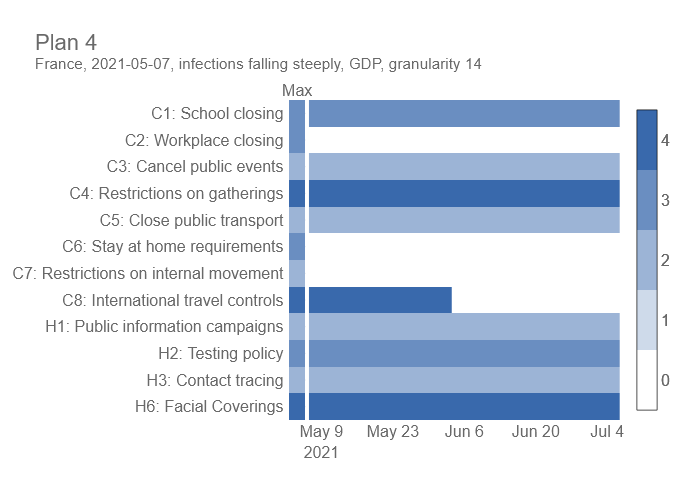 Plan 4
France, 2021-05-07, infections falling steeply, GDP, granularity 14
Max
C1: School closing
C2: Workplace closing
C3: Cancel public events
C4: Restrictions on gatherings
C5: Close public transport
C6: Stay at home requirements
C7: Restrictions on internal movement
C8: International travel controls
H1: Public information campaigns
H2: Testing policy
H3: Contact tracing
H6: Facial Coverings
May 9 May 23 Jun 6 Jun 20 Jul 4
2021
4
3
2
1
0